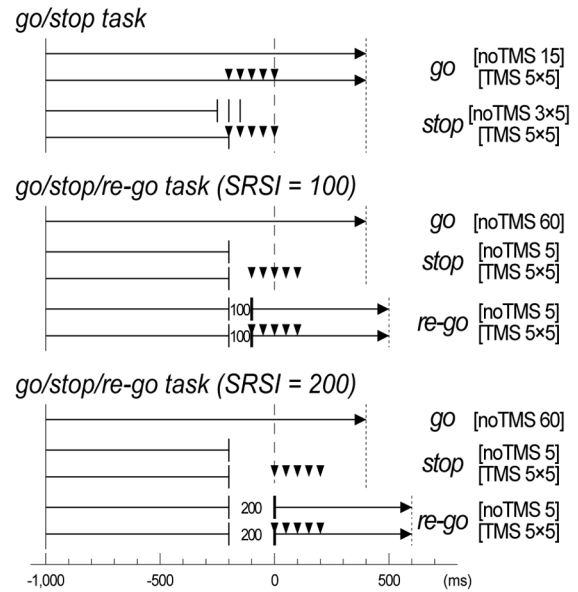 go/stop task
go [noTMS 15]
[TMS 5×5]
stop [noTMS 3×5]
[TMS 5×5]
go/stop/re-go task (SRSI = 100)
go [noTMS 60]
stop [noTMS 5]
[TMS 5×5]
100 re-go [noTMS 5]
100 [TMS 5×5]
go/stop/re-go task (SRSI = 200)
go [noTMS 60]
stop [noTMS 5]
[TMS 5×5]
200 re-go [noTMS 5]
200 [TMS 5×5]
-1,000 -500 0 500 (ms)